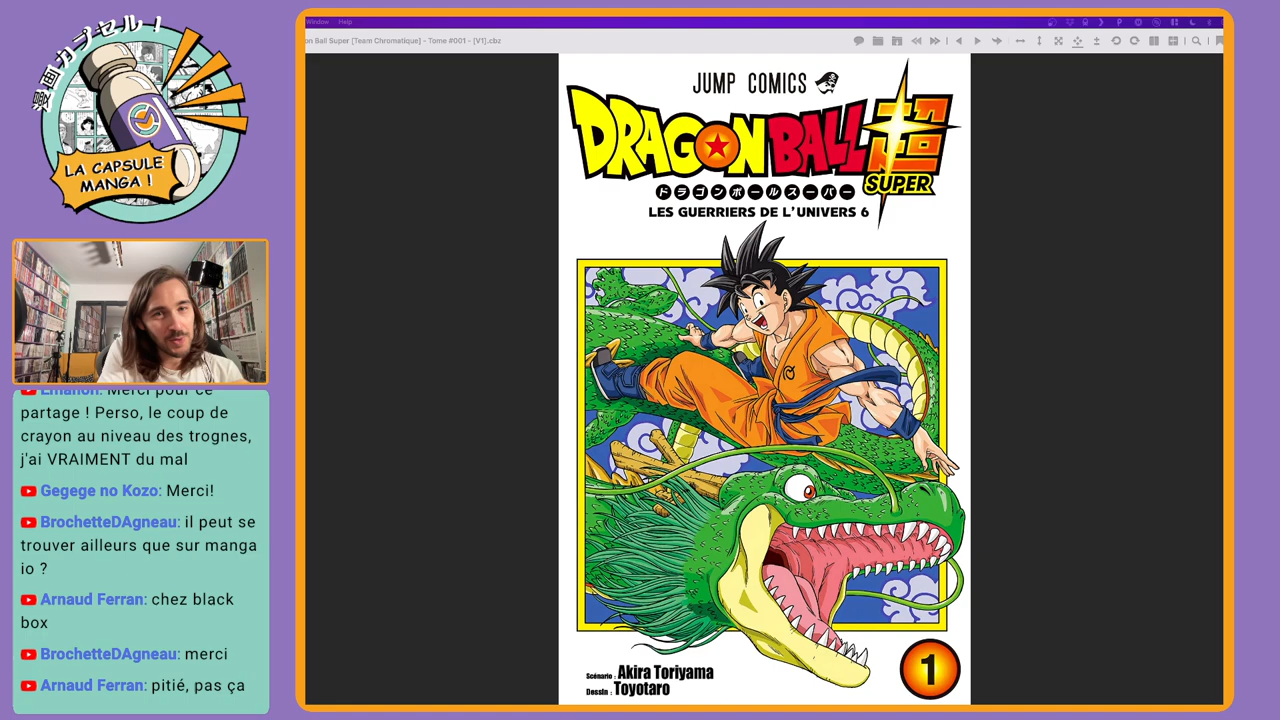 漫画カプセル！
LA CAPSULE
MANGA !
Window Help
on Ball Super [Team Chromatique] - Tome #001 - [V1].cbz
JUMP COMICS
DRAGON BALL 超
SUPER
ドラゴンボールスーパー
LES GUERRIERS DE L'UNIVERS 6
Scénario : Akira Toriyama
Dessin : Toyotaro
1
Emanon: Merci pour ce
partage ! Perso, le coup de
crayon au niveau des trognes,
j'ai VRAIMENT du mal
Gegege no Kozo: Merci!
BrochetteDAgneau: il peut se
trouver ailleurs que sur manga
io ?
Arnaud Ferran: chez black
box
BrochetteDAgneau: merci
Arnaud Ferran: pitié, pas ça